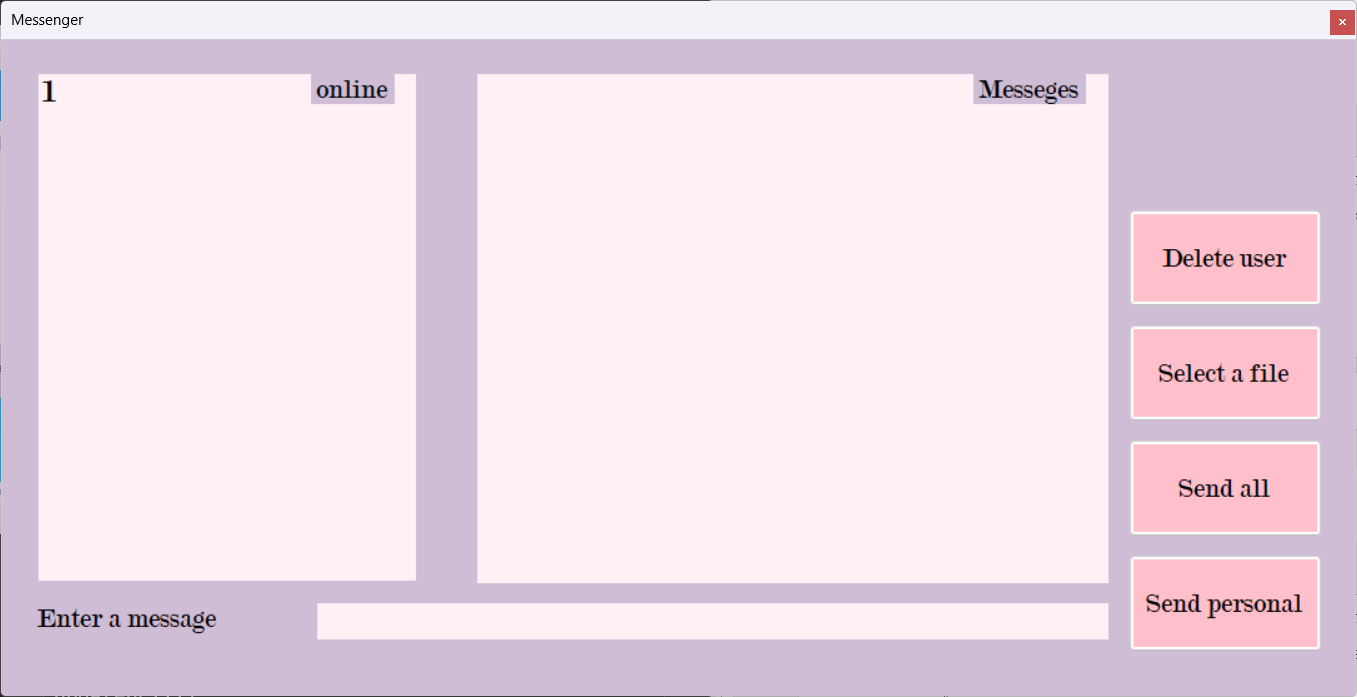 Messenger
1
online
Messeges
Delete user
Select a file
Send all
Send personal
Enter a message